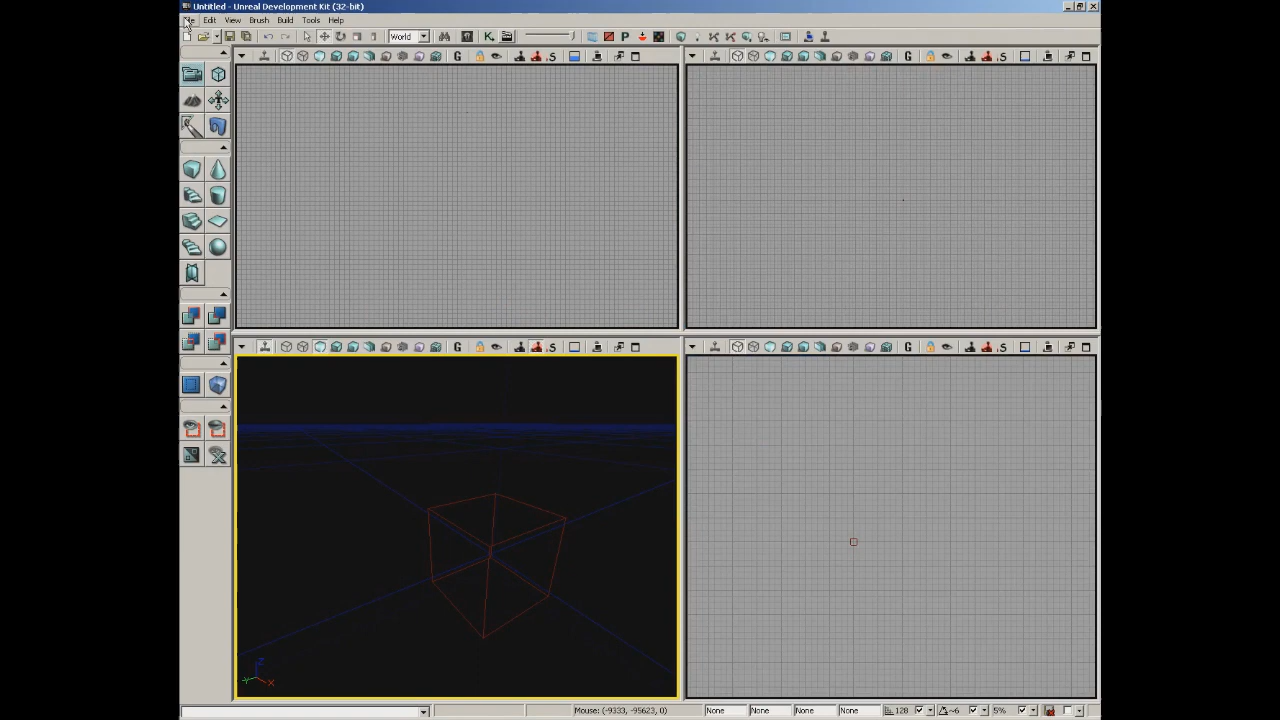 Untitled - Unreal Development Kit (32-bit)
Edit View Brush Build Tools Help
World
K
P
G
S
G
S
G
S
G
S
Z
Y
X
Mouse: (-9333, -95623, 0)
None
None
None
None
128
~6
5%